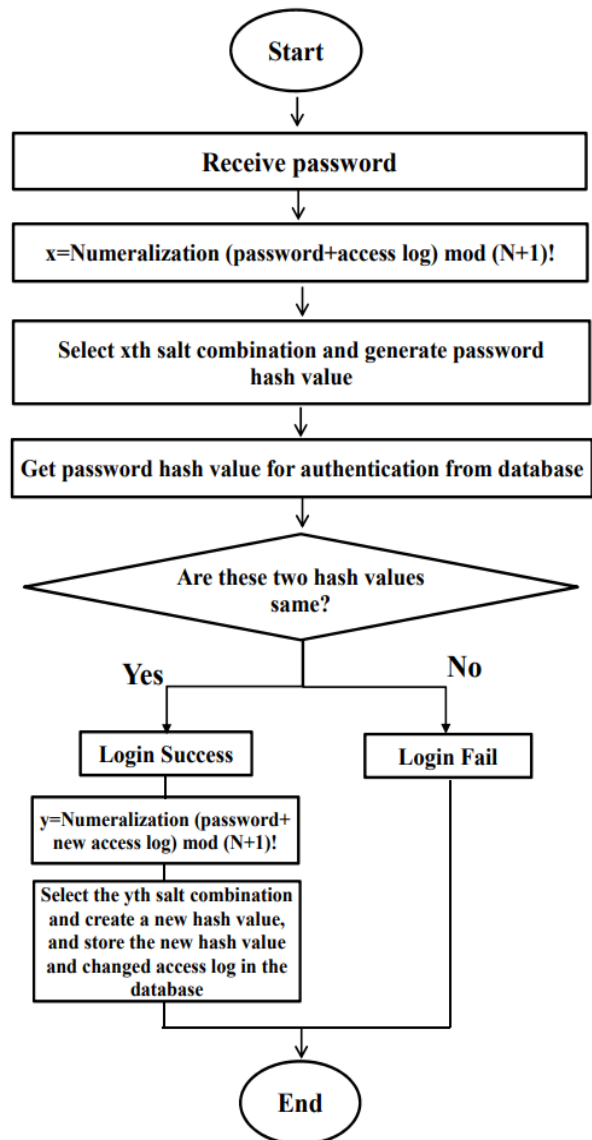 Start
Receive password
x=Numeralization (password+access log) mod (N+1)!
Select xth salt combination and generate password
hash value
Get password hash value for authentication from database
Are these two hash values
same?
Yes
No
Login Success
Login Fail
y=Numeralization (password+
new access log) mod (N+1)!
Select the yth salt combination
and create a new hash value,
and store the new hash value
and changed access log in the
database
End